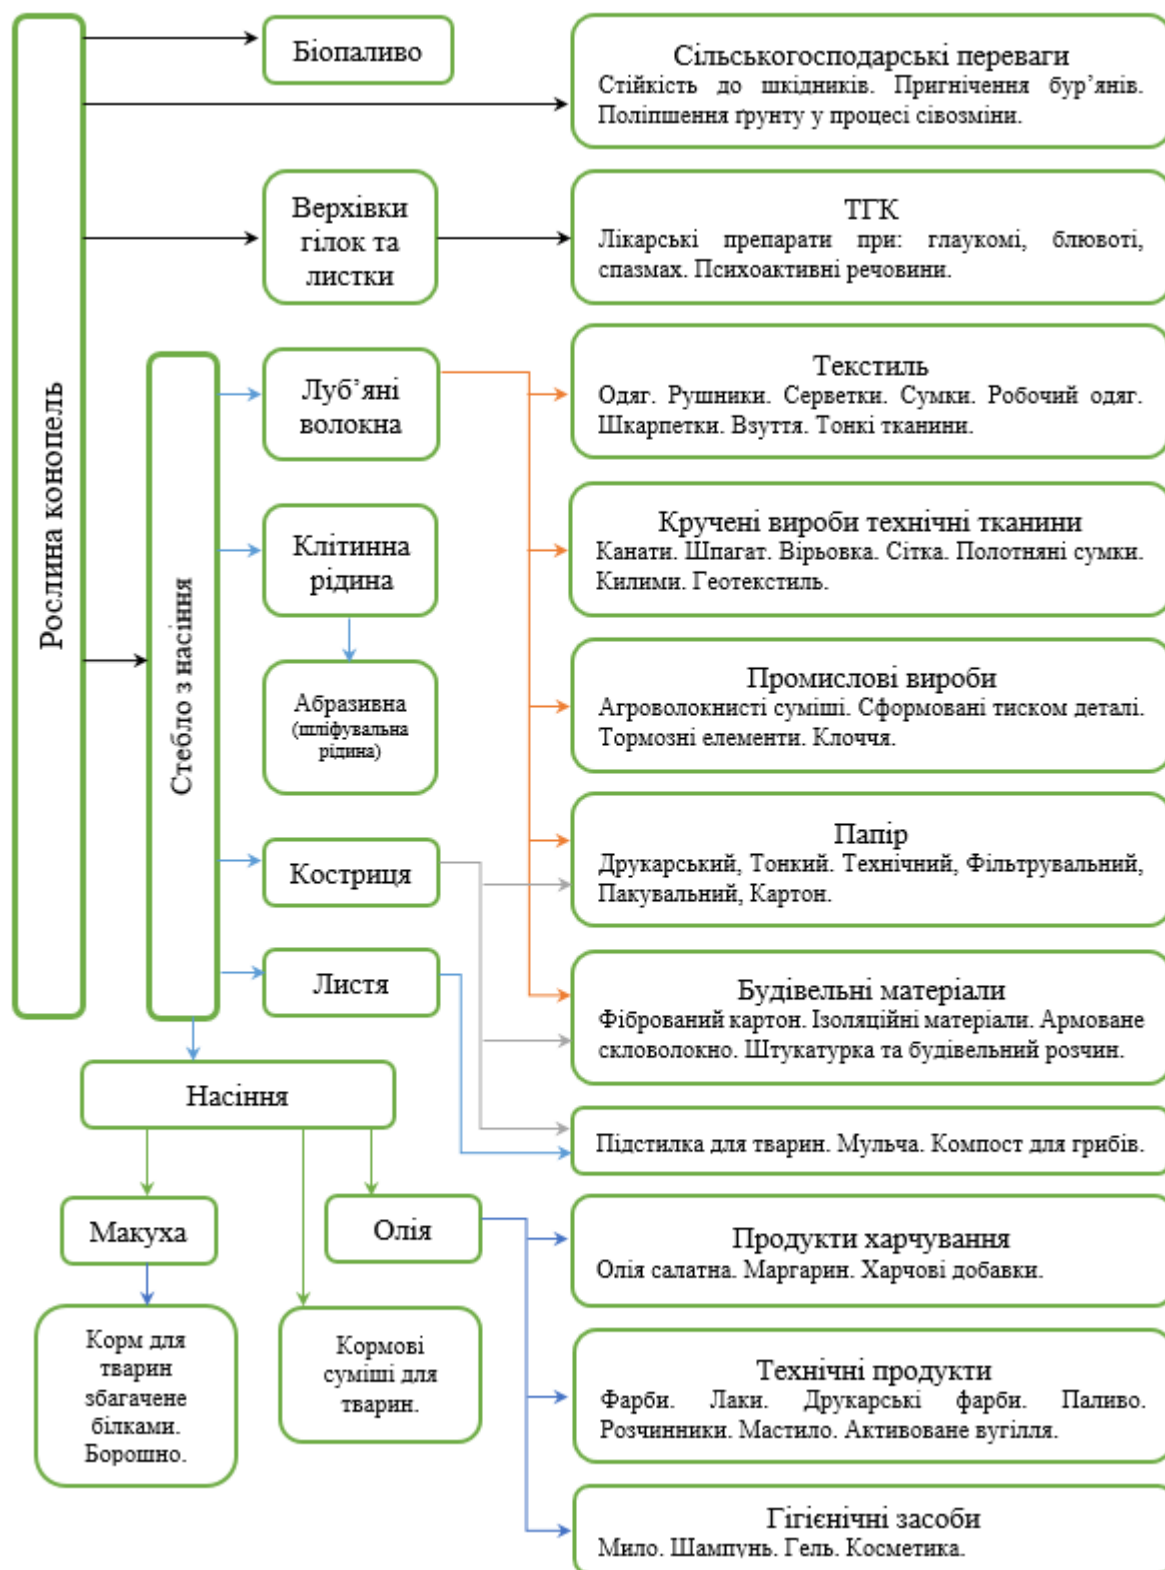 Рослина конопель
Біопаливо
Сільськогосподарські переваги
Стійкість до шкідників. Пригнічення бур’янів.
Поліпшення ґрунту у процесі сівозміни.
Верхівки
гілок та
листки
ТГК
Лікарські препарати при: глаукомі, блювоті,
спазмах. Психоактивні речовини.
Стебло з насіння
Луб’яні
волокна
Текстиль
Одяг. Рушники. Серветки. Сумки. Робочий одяг.
Шкарпетки. Взуття. Тонкі тканини.
Клітинна
рідина
Кручені вироби технічні тканини
Канати. Шпагат. Вірьовка. Сітка. Полотняні сумки.
Килими. Геотекстиль.
Абразивна
(шліфувальна
рідина)
Промислові вироби
Агроволокнисті суміші. Сформовані тиском деталі.
Тормозні елементи. Клоччя.
Костриця
Папір
Друкарський, Тонкий. Технічний, Фільтрувальний,
Пакувальний, Картон.
Листя
Будівельні матеріали
Фібрований картон. Ізоляційні матеріали. Армоване
скловолокно. Штукатурка та будівельний розчин.
Насіння
Підстилка для тварин. Мульча. Компост для грибів.
Макуха
Олія
Продукти харчування
Олія салатна. Маргарин. Харчові добавки.
Корм для
тварин
збагачене
білками.
Борошно.
Кормові
суміші для
тварин.
Технічні продукти
Фарби. Лаки. Друкарські фарби. Паливо.
Розчинники. Мастило. Активоване вугілля.
Гігієнічні засоби
Мило. Шампунь. Гель. Косметика.